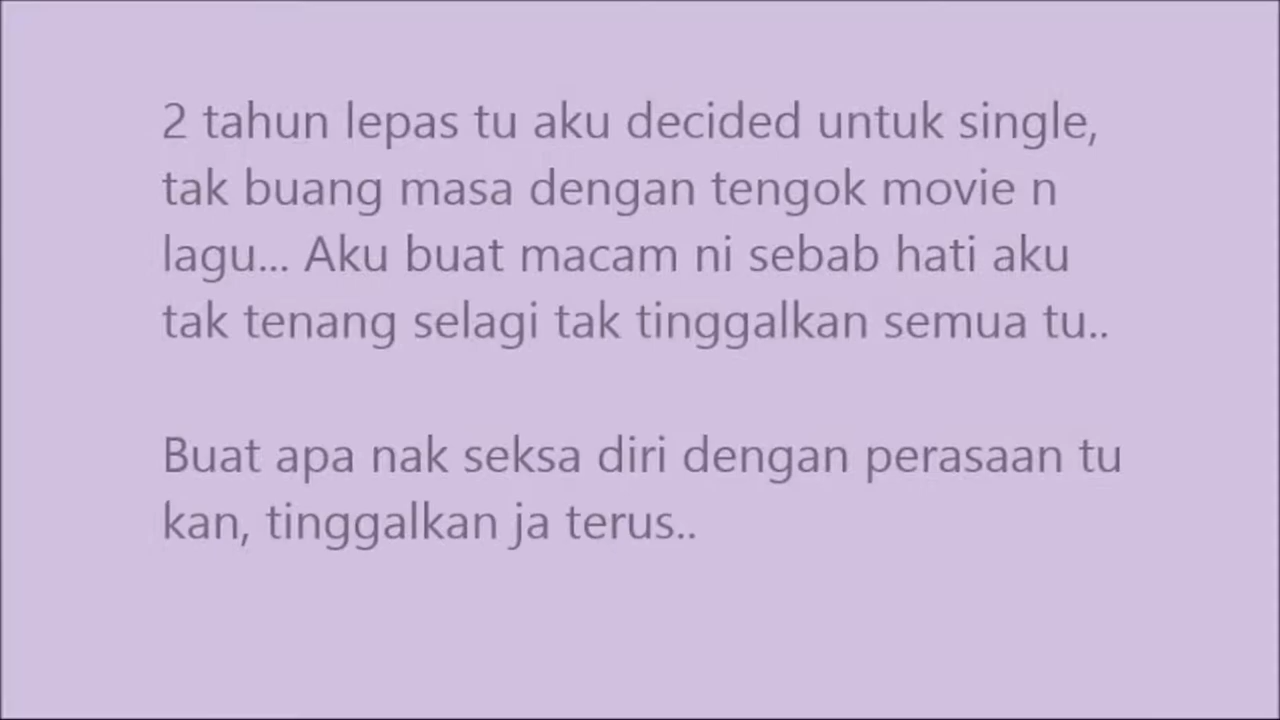 2 tahun lepas tu aku decided untuk single,
tak buang masa dengan tengok movie n
lagu... Aku buat macam ni sebab hati aku
tak tenang selagi tak tinggalkan semua tu..
Buat apa nak seksa diri dengan perasaan tu
kan, tinggalkan ja terus..